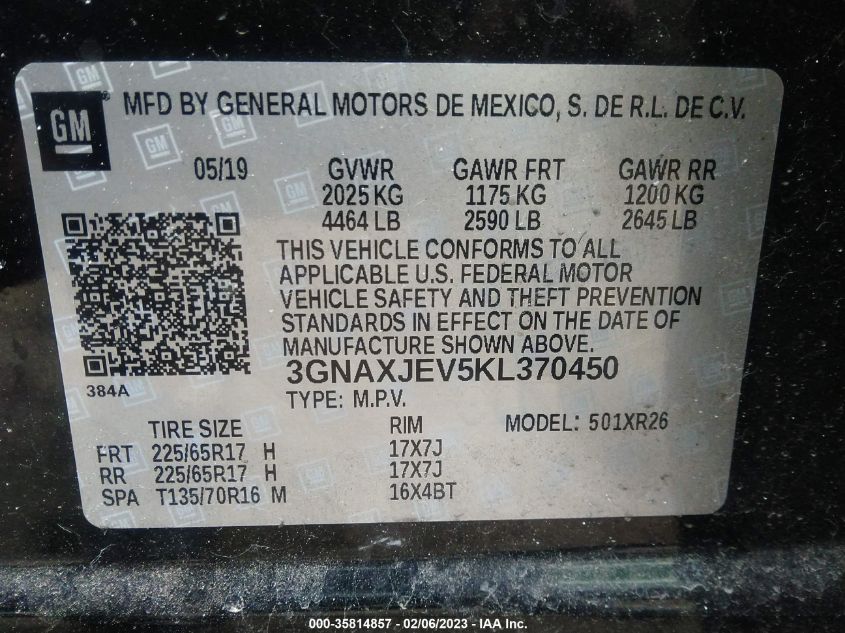 GM
® MFD BY GENERAL MOTORS DE MEXICO, S. DE R.L. DE C.V.
05/19 GVWR GAWR FRT GAWR RR
2025 KG 1175 KG 1200 KG
4464 LB 2590 LB 2645 LB
THIS VEHICLE CONFORMS TO ALL
APPLICABLE U.S. FEDERAL MOTOR
VEHICLE SAFETY AND THEFT PREVENTION
STANDARDS IN EFFECT ON THE DATE OF
MANUFACTURE SHOWN ABOVE.
384A
3GNAXJEV5KL370450
TYPE: M.P.V.
TIRE SIZE RIM MODEL: 501XR26
FRT 225/65R17 H 17X7J
RR 225/65R17 H 17X7J
SPA T135/70R16 M 16X4BT
000-35814857 - 02/06/2023 - © IAA Inc.